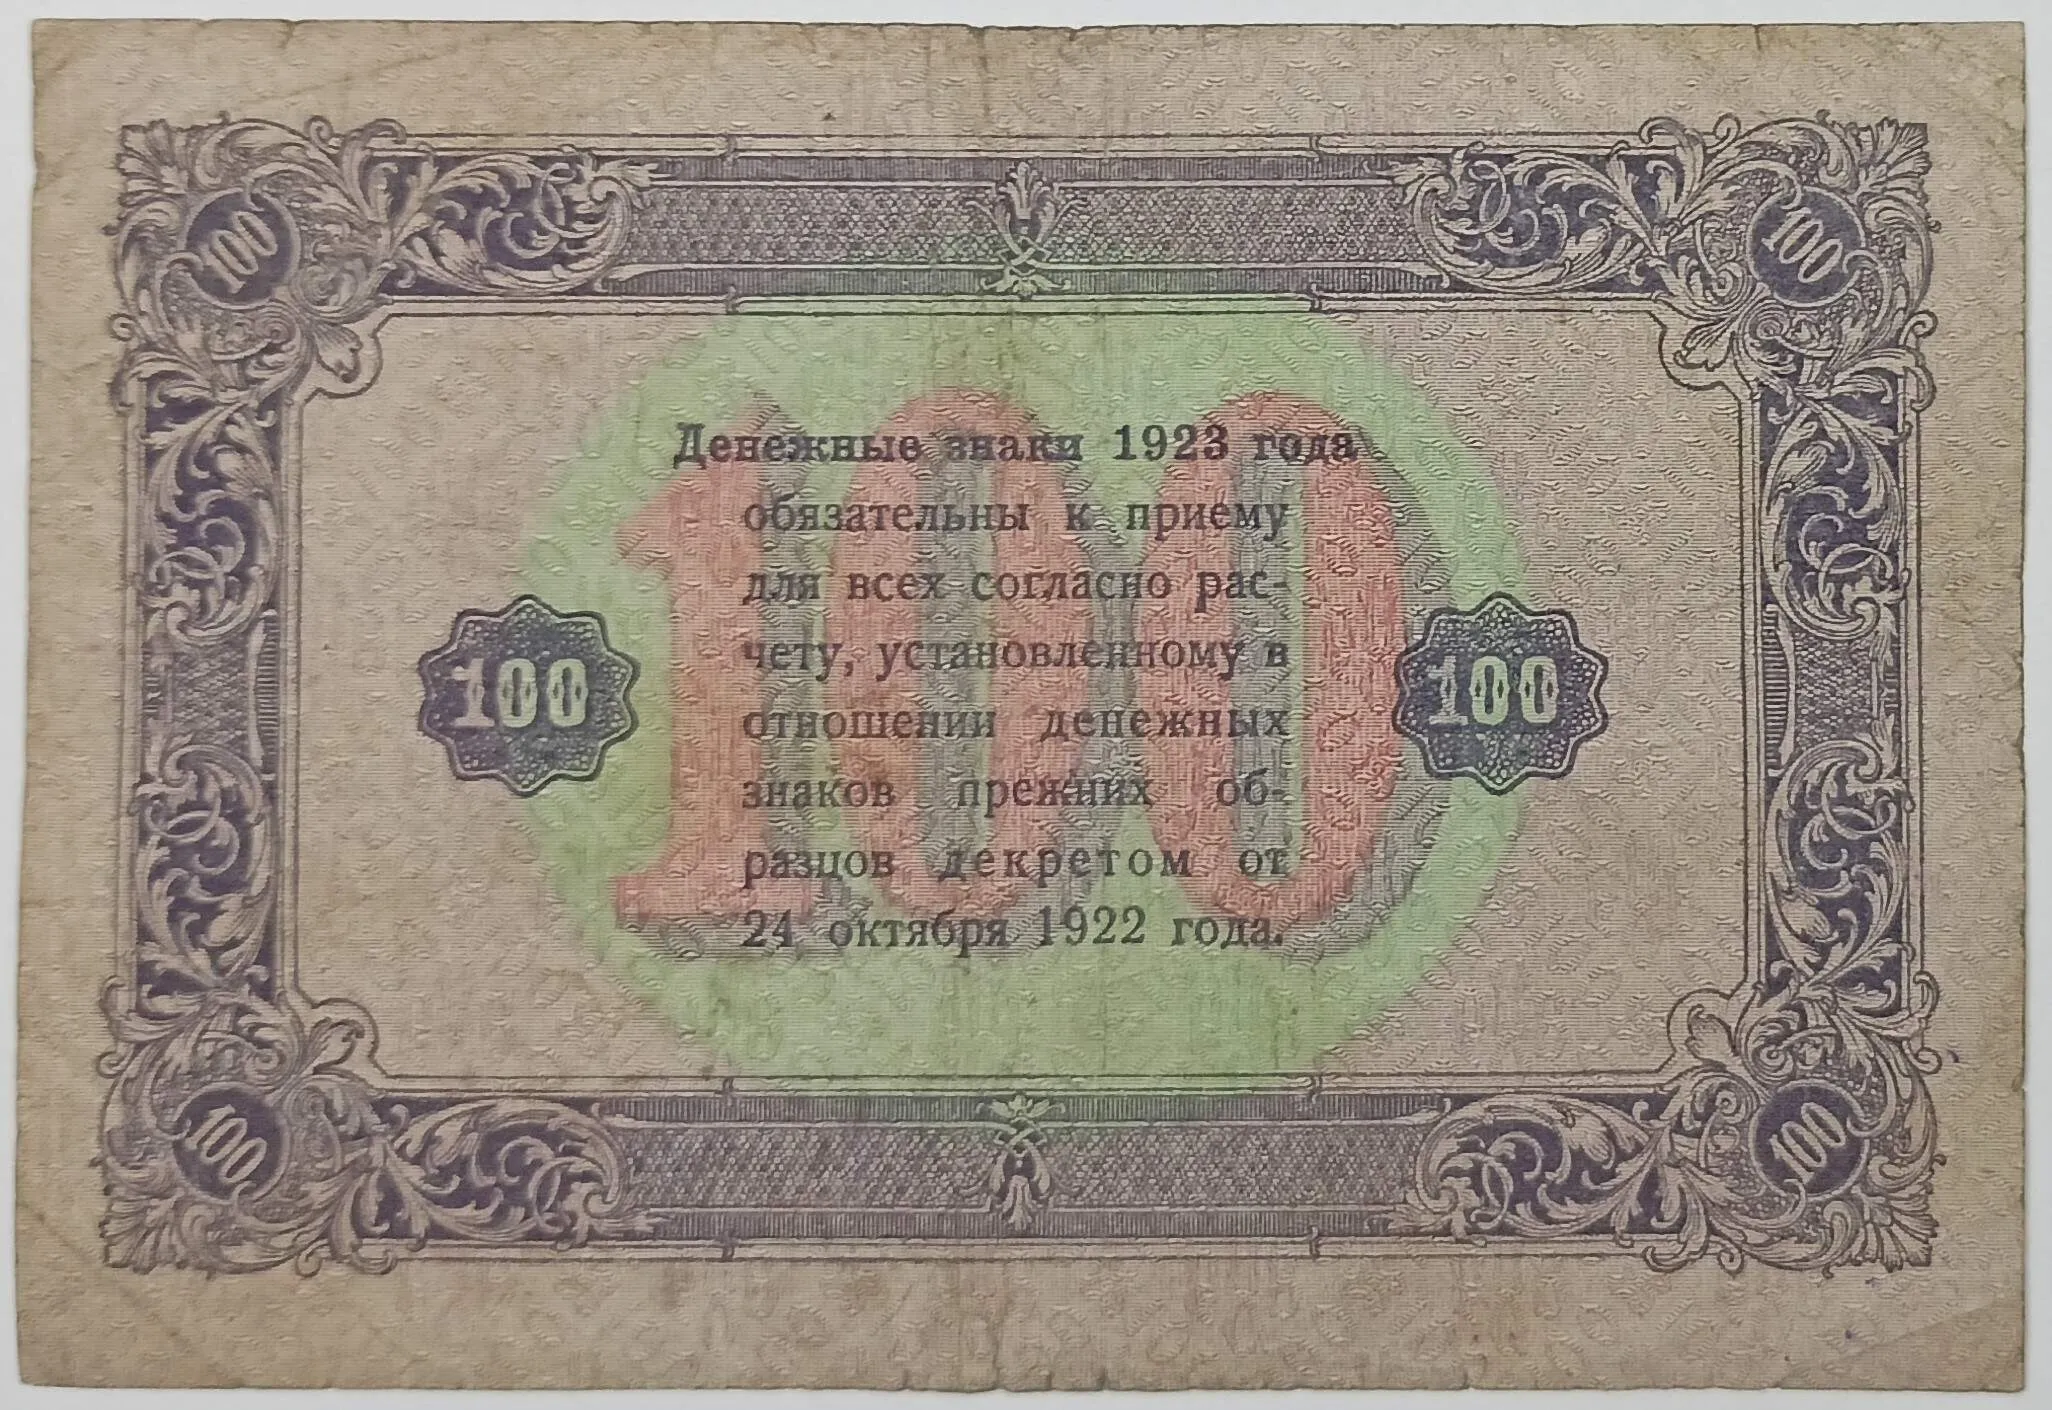 100 100
Денежные знаки 1923 года
обязательны к приему
для всех согласно рас-
чету, установленному в
отношении денежных
знаков прежних об-
разцов декретом от
24 октября 1922 года.
100
100 100
100 100